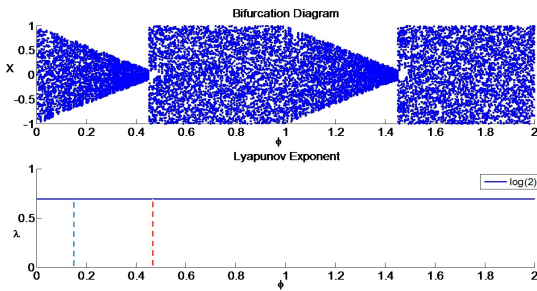 Bifurcation Diagram
1
0.5
0
-0.5
-1
X
0 0.2 0.4 0.6 0.8 1 1.2 1.4 1.6 1.8 2
ϕ
Lyapunov Exponent
1
0.5
0
λ
log(2)
0 0.2 0.4 0.6 0.8 1 1.2 1.4 1.6 1.8 2
ϕ